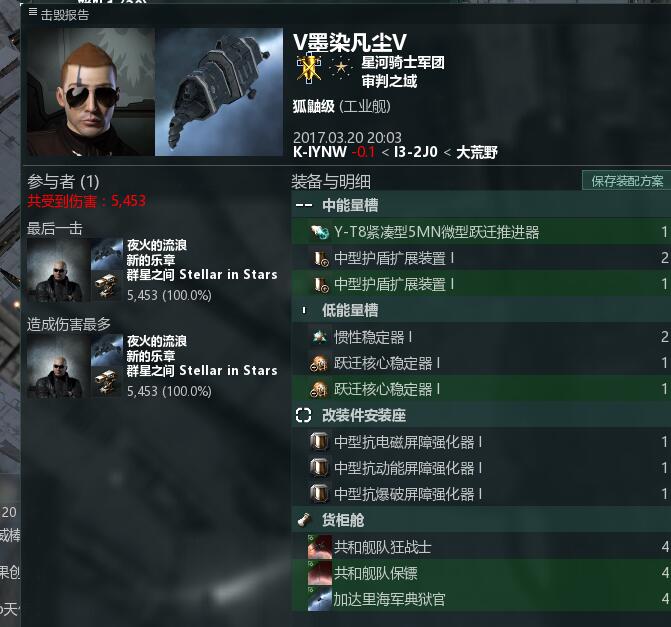 击毁报告
V墨染凡尘V
星河骑士军团
审判之域
狐鼬级 (工业舰)
2017.03.20 20:03
K-IYNW -0.1 < I3-2J0 < 大荒野
参与者 (1)
共受到伤害：5,453
最后一击
夜火的流浪
新的乐章
群星之间 Stellar in Stars
5,453 (100.0%)
造成伤害最多
夜火的流浪
新的乐章
群星之间 Stellar in Stars
5,453 (100.0%)
装备与明细
保存装配方案
中能量槽
Y-T8紧凑型5MN微型跃迁推进器 1
中型护盾扩展装置 I 2
中型护盾扩展装置 I 1
低能量槽
惯性稳定器 I 2
跃迁核心稳定器 I 1
跃迁核心稳定器 I 1
改装件安装座
中型抗电磁屏障强化器 I 1
中型抗动能屏障强化器 I 1
中型抗爆破屏障强化器 I 1
货柜舱
共和舰队狂战士 4
共和舰队保镖 4
加达里海军典狱官 4
20